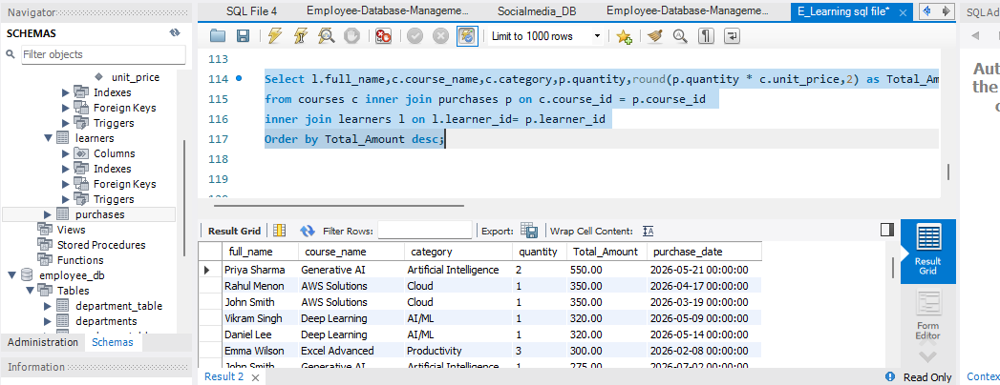 Navigator
SCHEMAS
Filter objects
unit_price
Indexes
Foreign Keys
Triggers
learners
Columns
Indexes
Foreign Keys
Triggers
purchases
Views
Stored Procedures
Functions
employee_db
Tables
department_table
departments
Administration Schemas
Information
SQL File 4 Employee-Database-Manageme... Socialmedia_DB Employee-Database-Manageme... E_Learning sql file*
Limit to 1000 rows
113
114 Select l.full_name,c.course_name,c.category,p.quantity,round(p.quantity * c.unit_price,2) as Total_Am
115 from courses c inner join purchases p on c.course_id = p.course_id
116 inner join learners l on l.learner_id= p.learner_id
117 Order by Total_Amount desc;
118
119
Result Grid Filter Rows: Export: Wrap Cell Content:
full_name course_name category quantity Total_Amount purchase_date
Priya Sharma Generative AI Artificial Intelligence 2 550.00 2026-05-21 00:00:00
Rahul Menon AWS Solutions Cloud 1 350.00 2026-04-17 00:00:00
John Smith AWS Solutions Cloud 1 350.00 2026-03-19 00:00:00
Vikram Singh Deep Learning AI/ML 1 320.00 2026-05-09 00:00:00
Daniel Lee Deep Learning AI/ML 1 320.00 2026-05-14 00:00:00
Emma Wilson Excel Advanced Productivity 3 300.00 2026-02-08 00:00:00
John Smith Generative AI Artificial Intelligence 1 275.00 2026-07-02 00:00:00
Result 2
Result
Grid
Form
Editor
Read Only
SQLAd
Aut
the
c
Contex